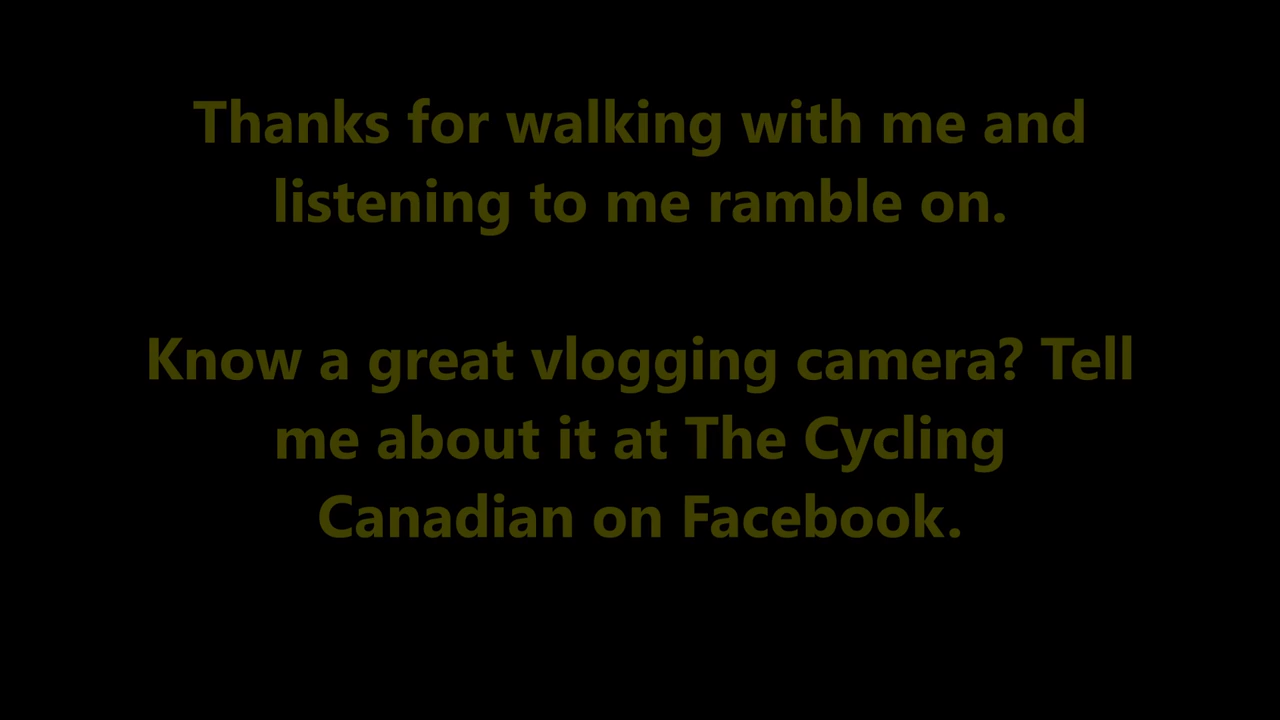 Thanks for walking with me and
listening to me ramble on.
Know a great vlogging camera? Tell
me about it at The Cycling
Canadian on Facebook.